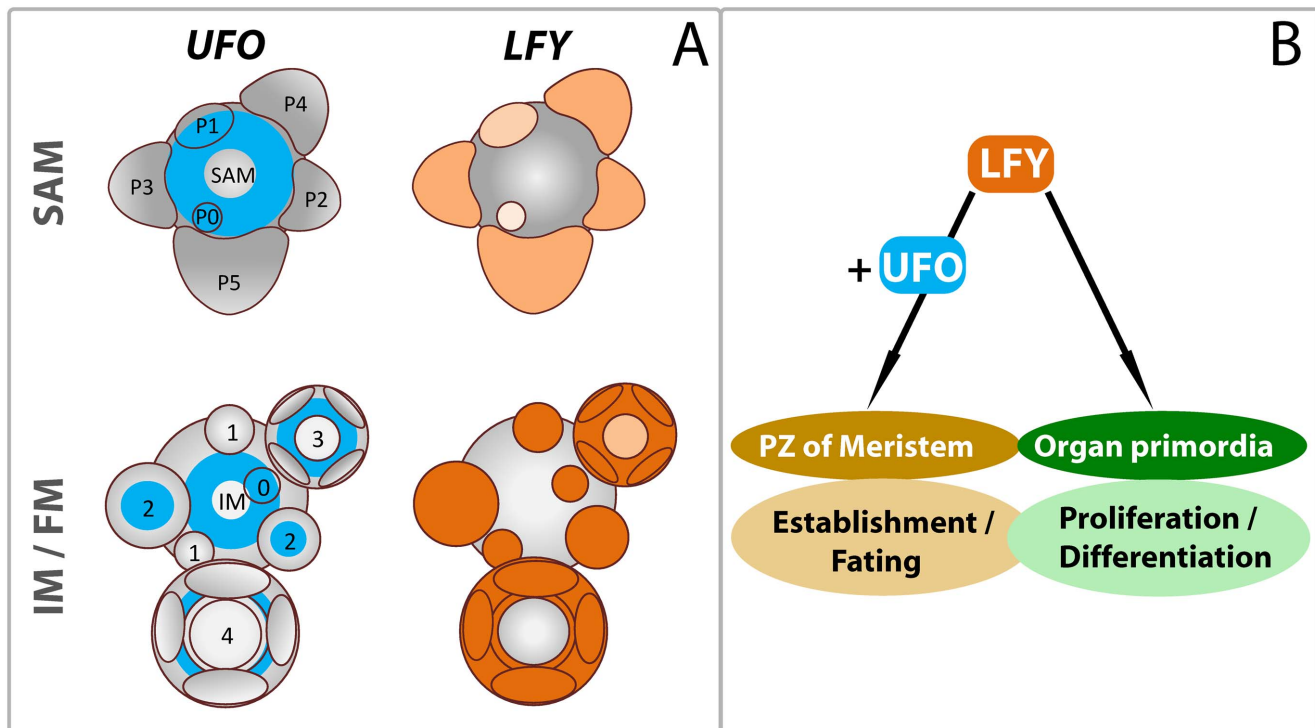 UFO
LFY
A
SAM
P4
P1
SAM
P3
P2
P0
P5
IM / FM
1
3
0
IM
2
2
1
4
B
LFY
+ UFO
PZ of Meristem
Organ primordia
Establishment /
Fating
Proliferation /
Differentiation